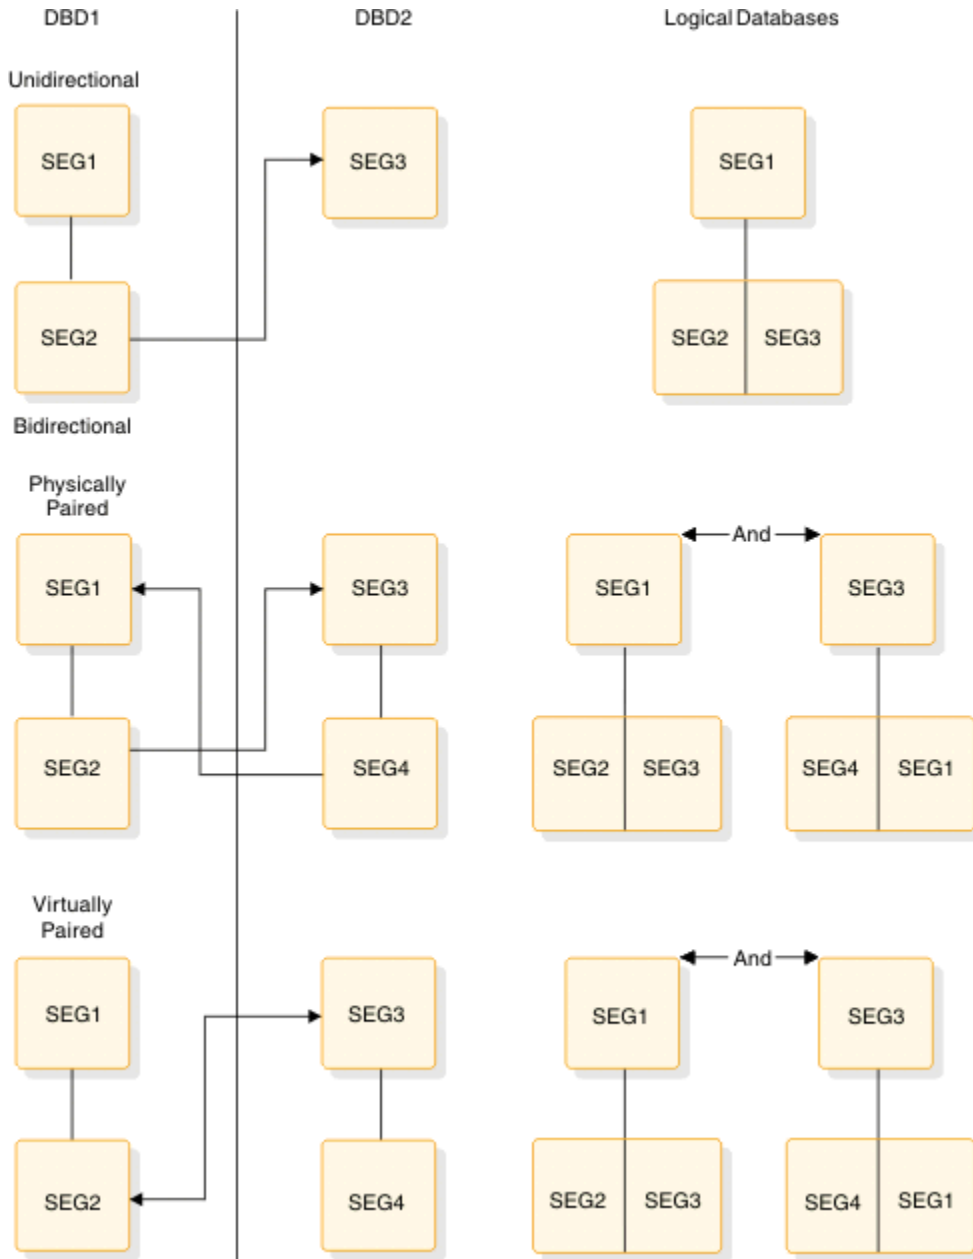 DBD1 DBD2 Logical Databases
Unidirectional
SEG1 SEG3 SEG1
SEG2 SEG2 SEG3
Bidirectional
Physically
Paired
And
SEG1 SEG3 SEG1 SEG3
SEG2 SEG4 SEG2 SEG3 SEG4 SEG1
Virtually
Paired
And
SEG1 SEG3 SEG1 SEG3
SEG2 SEG4 SEG2 SEG3 SEG4 SEG1